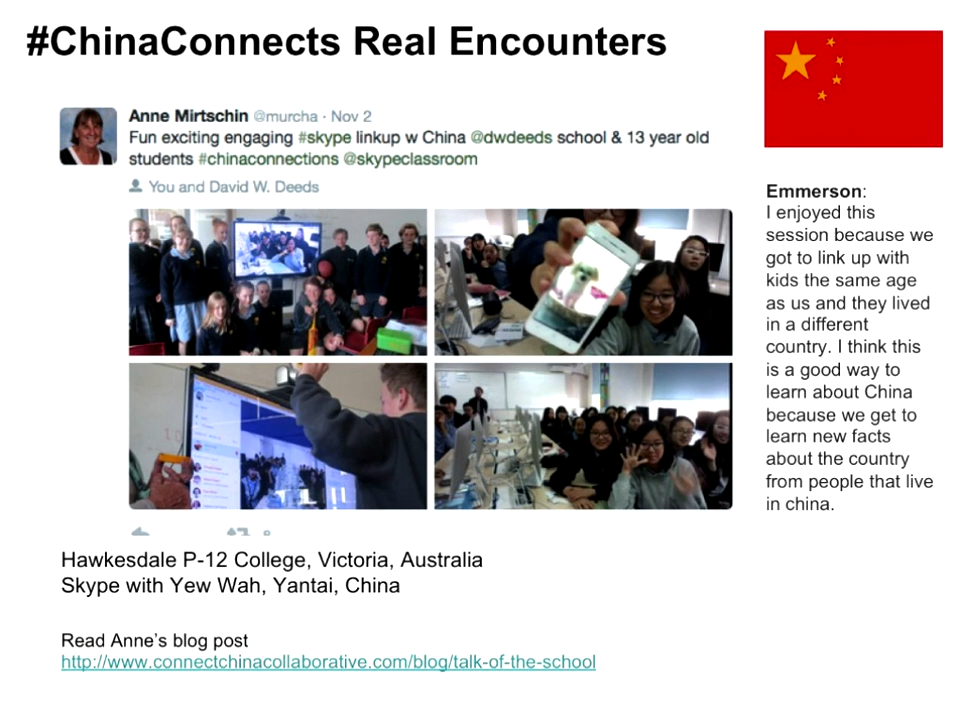 #ChinaConnects Real Encounters
Anne Mirtschin @murcha · Nov 2
Fun exciting engaging #skype linkup w China @dwdeeds school & 13 year old
students #chinaconnections @skypeclassroom
You and David W. Deeds
Emmerson:
I enjoyed this
session because we
got to link up with
kids the same age
as us and they lived
in a different
country. I think this
is a good way to
learn about China
because we get to
learn new facts
about the country
from people that live
in china.
Hawkesdale P-12 College, Victoria, Australia
Skype with Yew Wah, Yantai, China
Read Anne’s blog post
http://www.connectchinacollaborative.com/blog/talk-of-the-school